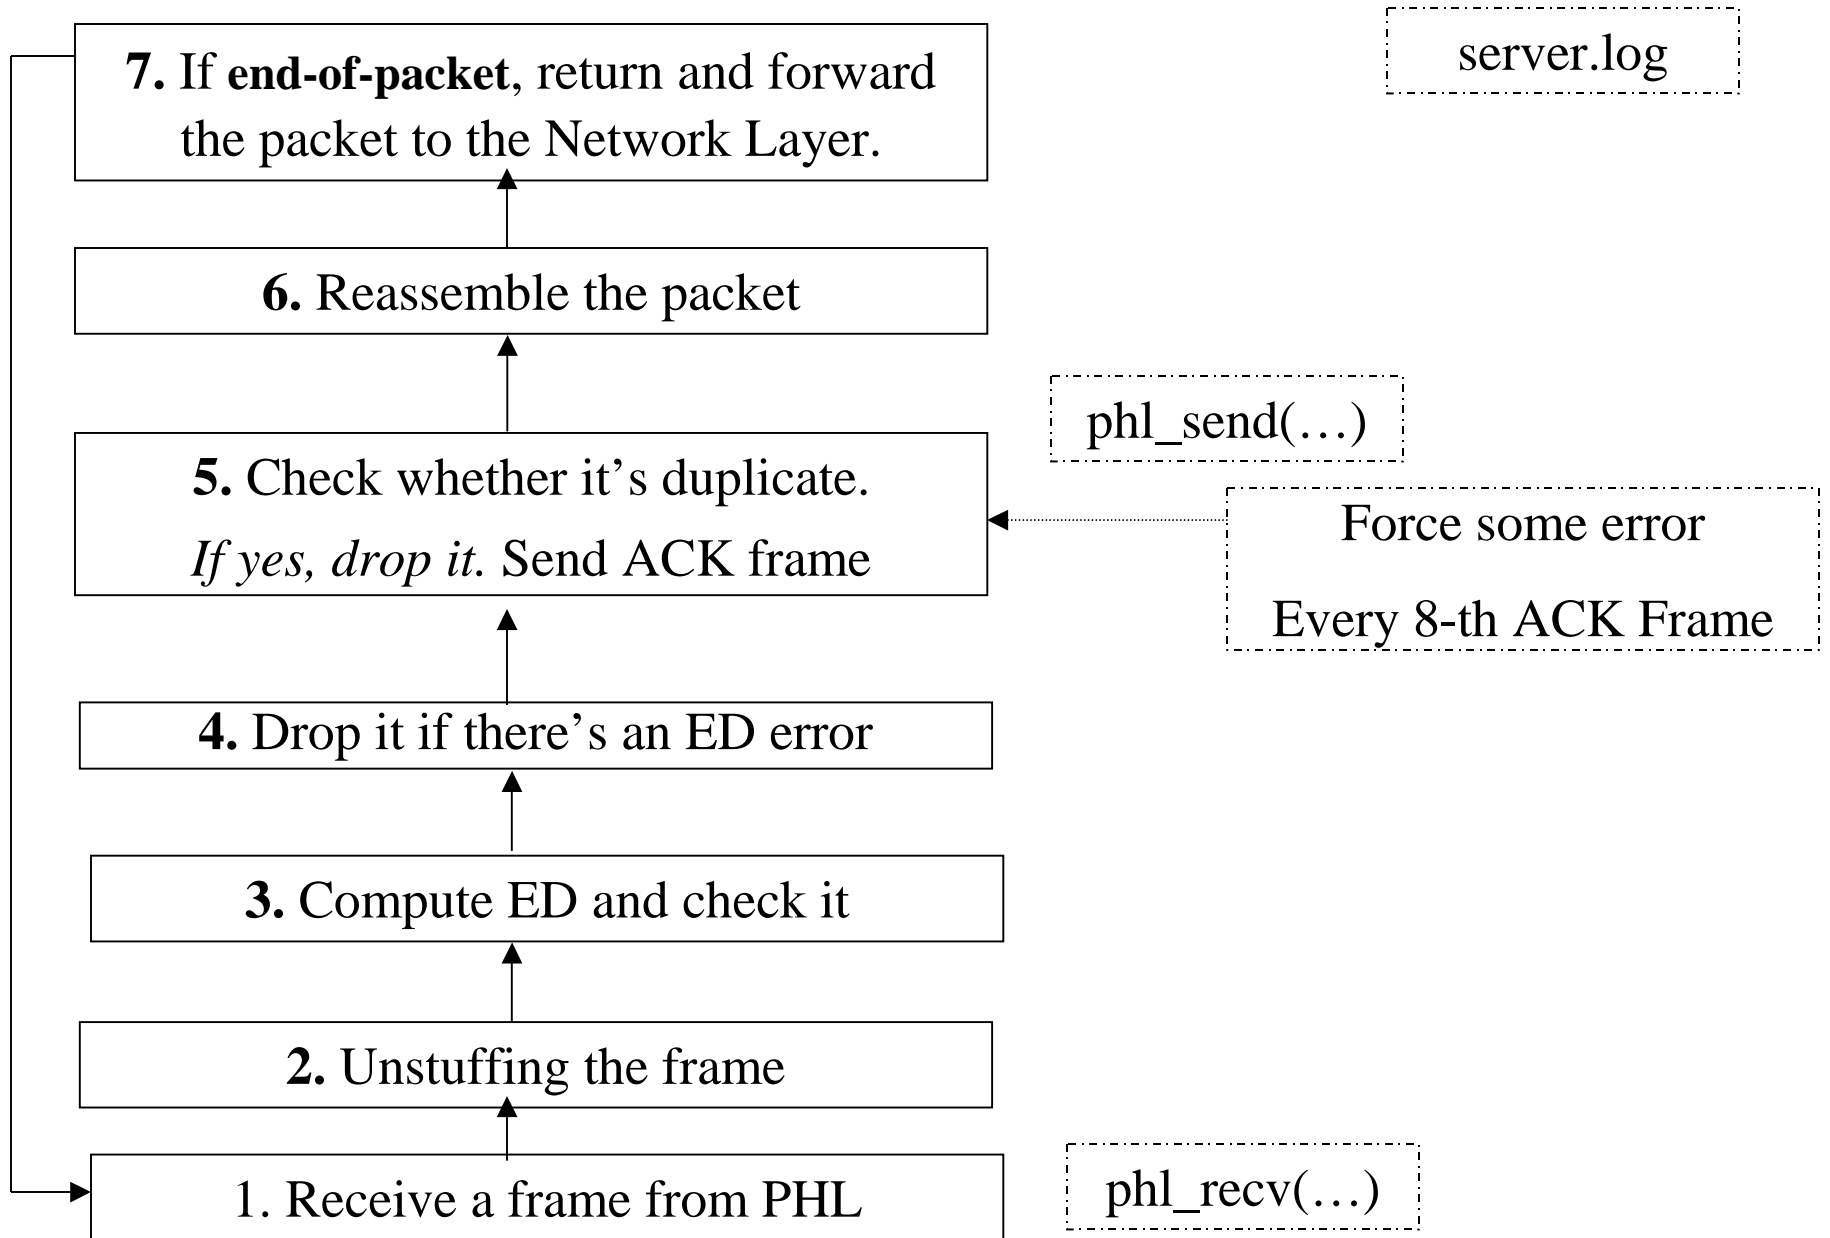 server.log
7. If end-of-packet, return and forward
the packet to the Network Layer.
6. Reassemble the packet
phl_send(…)
5. Check whether it’s duplicate.
If yes, drop it. Send ACK frame
Force some error
Every 8-th ACK Frame
4. Drop it if there’s an ED error
3. Compute ED and check it
2. Unstuffing the frame
1. Receive a frame from PHL
phl_recv(…)